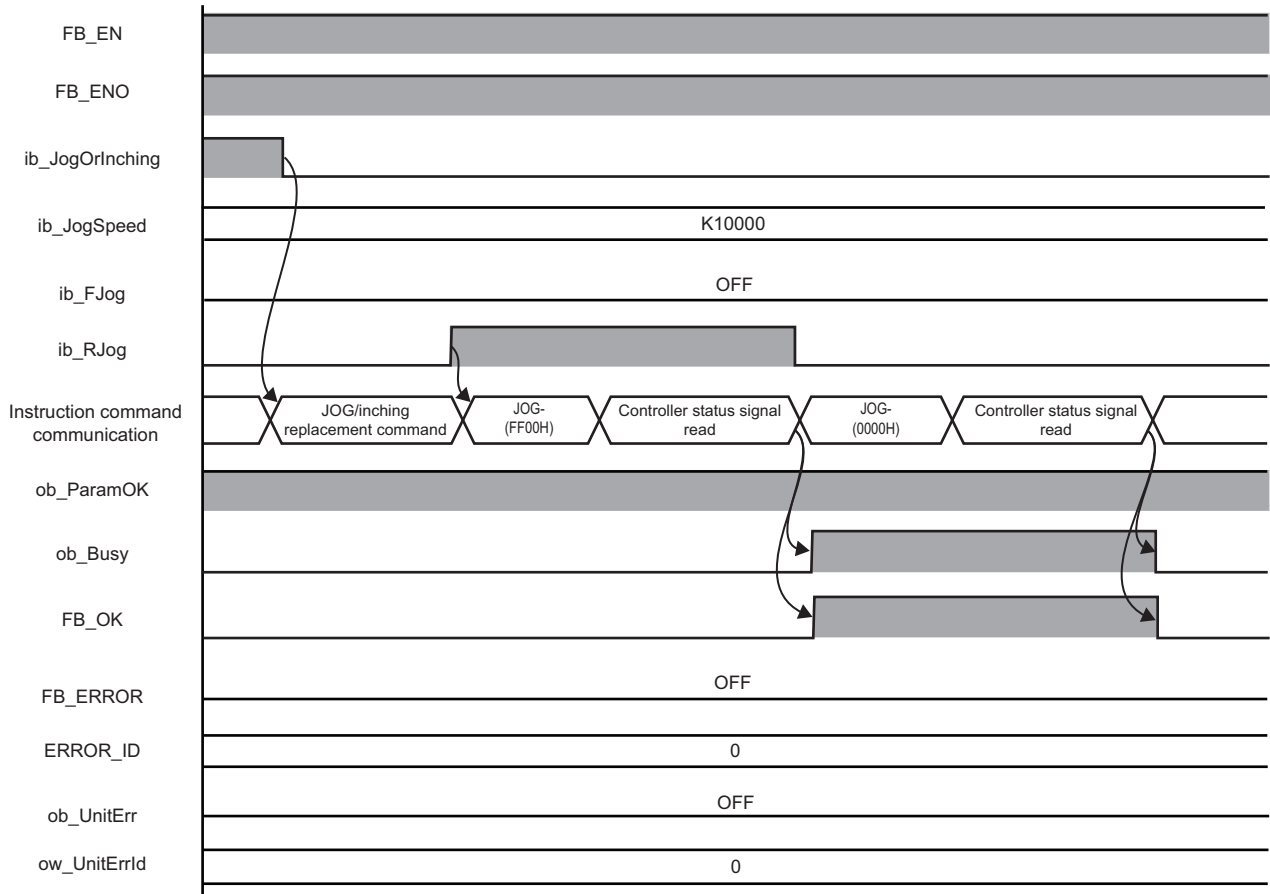 FB_EN
FB_ENO
ib_JogOrInching
ib_JogSpeed
K10000
ib_FJog
OFF
ib_RJog
Instruction command
communication
JOG/inching
replacement command
JOG-
(FF00H)
Controller status signal
read
JOG-
(0000H)
Controller status signal
read
ob_ParamOK
ob_Busy
FB_OK
FB_ERROR
OFF
ERROR_ID
0
ob_UnitErr
OFF
ow_UnitErrId
0